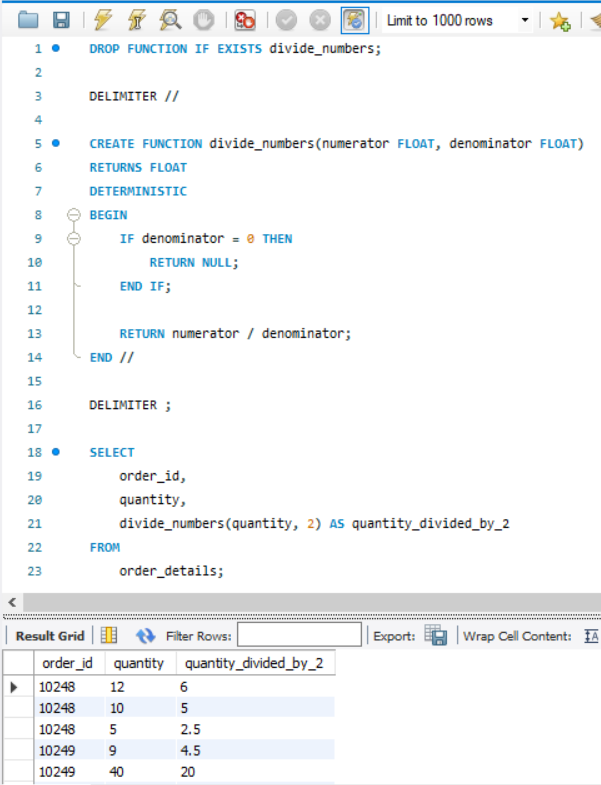 Limit to 1000 rows
1 DROP FUNCTION IF EXISTS divide_numbers;
2
3 DELIMITER //
4
5 CREATE FUNCTION divide_numbers(numerator FLOAT, denominator FLOAT)
6 RETURNS FLOAT
7 DETERMINISTIC
8 BEGIN
9 IF denominator = 0 THEN
10 RETURN NULL;
11 END IF;
12
13 RETURN numerator / denominator;
14 END //
15
16 DELIMITER ;
17
18 SELECT
19 order_id,
20 quantity,
21 divide_numbers(quantity, 2) AS quantity_divided_by_2
22 FROM
23 order_details;
Result Grid Filter Rows: Export: Wrap Cell Content: IA
order_id quantity quantity_divided_by_2
10248 12 6
10248 10 5
10248 5 2.5
10249 9 4.5
10249 40 20